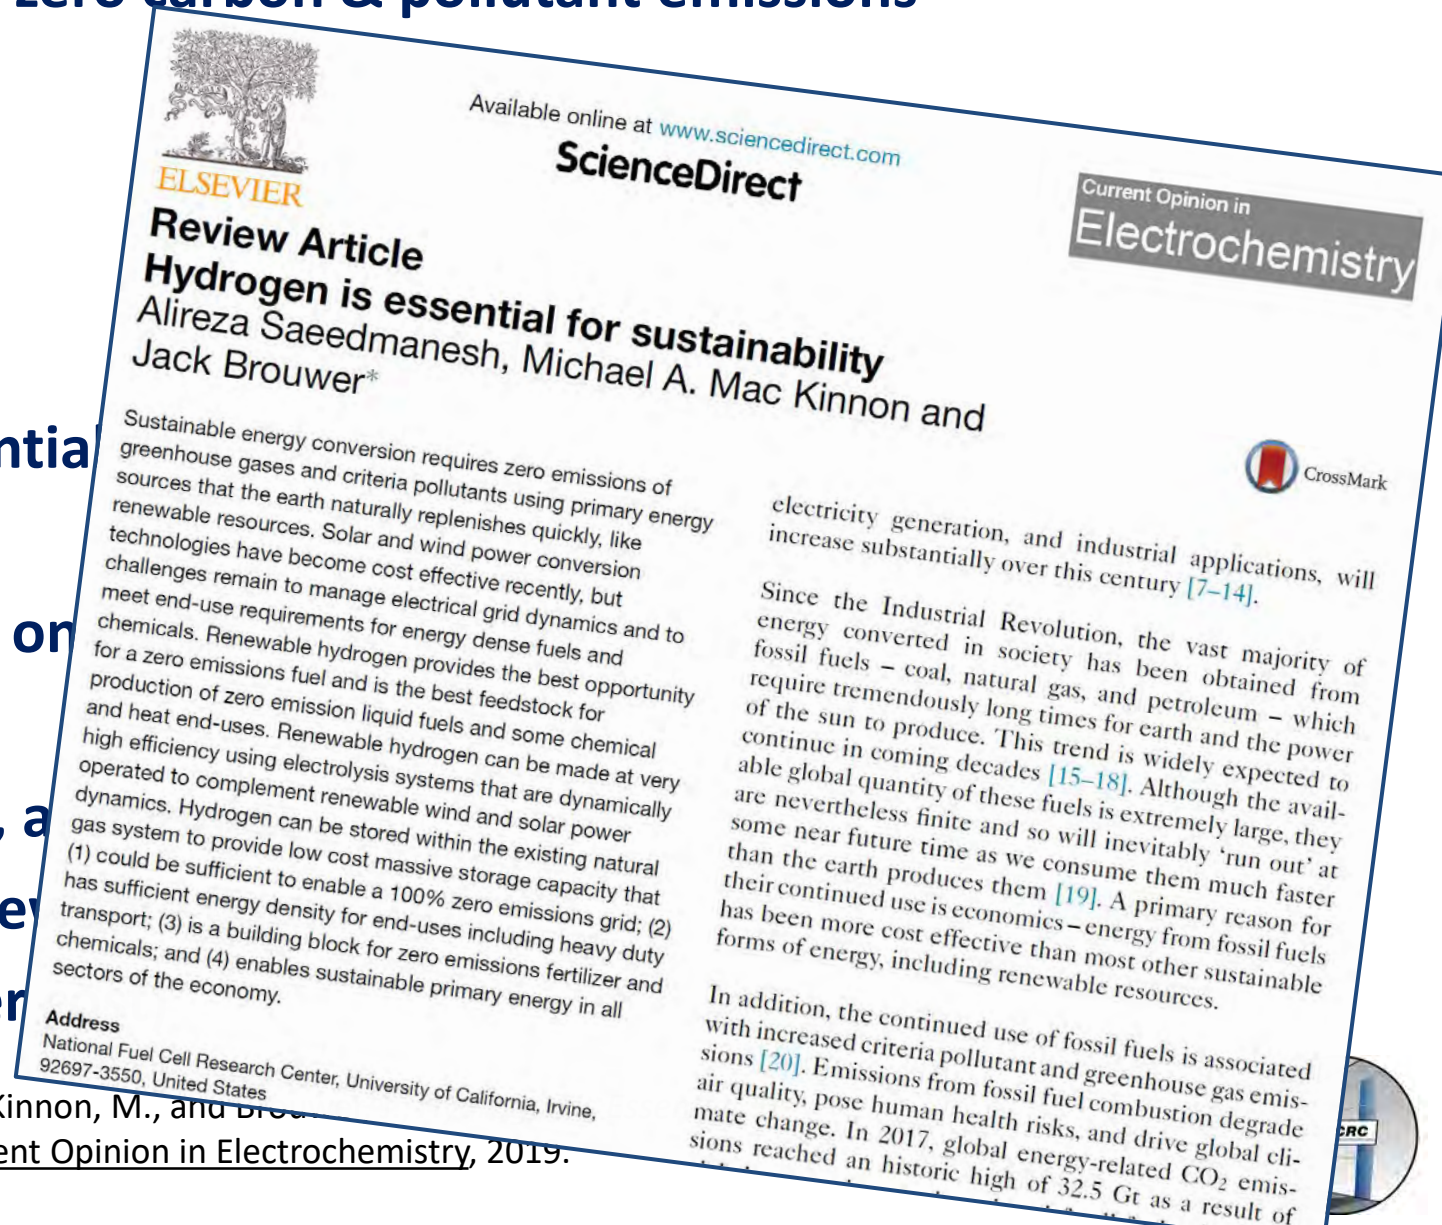 zero carbon & pollutant emissions
ELSEVIER
Available online at www.sciencedirect.com
ScienceDirect
Current Opinion in
Electrochemistry
Review Article
Hydrogen is essential for sustainability
Alireza Saeedmanesh, Michael A. Mac Kinnon and
Jack Brouwer*
CrossMark
Sustainable energy conversion requires zero emissions of
greenhouse gases and criteria pollutants using primary energy
sources that the earth naturally replenishes quickly, like
renewable resources. Solar and wind power conversion
technologies have become cost effective recently, but
challenges remain to manage electrical grid dynamics and to
meet end-use requirements for energy dense fuels and
chemicals. Renewable hydrogen provides the best opportunity
for a zero emissions fuel and is the best feedstock for
production of zero emission liquid fuels and some chemical
and heat end-uses. Renewable hydrogen can be made at very
high efficiency using electrolysis systems that are dynamically
operated to complement renewable wind and solar power
dynamics. Hydrogen can be stored within the existing natural
gas system to provide low cost massive storage capacity that
(1) could be sufficient to enable a 100% zero emissions grid; (2)
has sufficient energy density for end-uses including heavy duty
transport; (3) is a building block for zero emissions fertilizer and
chemicals; and (4) enables sustainable primary energy in all
sectors of the economy.
Address
National Fuel Cell Research Center, University of California, Irvine,
92697-3550, United States
electricity generation, and industrial applications, will
increase substantially over this century [7–14].
Since the Industrial Revolution, the vast majority of
energy converted in society has been obtained from
fossil fuels – coal, natural gas, and petroleum – which
require tremendously long times for earth and the power
of the sun to produce. This trend is widely expected to
continue in coming decades [15–18]. Although the avail-
able global quantity of these fuels is extremely large, they
are nevertheless finite and so will inevitably 'run out' at
some near future time as we consume them much faster
than the earth produces them [19]. A primary reason for
their continued use is economics – energy from fossil fuels
has been more cost effective than most other sustainable
forms of energy, including renewable resources.
In addition, the continued use of fossil fuels is associated
with increased criteria pollutant and greenhouse gas emis-
sions [20]. Emissions from fossil fuel combustion degrade
air quality, pose human health risks, and drive global cli-
mate change. In 2017, global energy-related CO₂ emis-
sions reached an historic high of 32.5 Gt as a result of
ntial
on
, a
er
Kinnon, M., and
ent Opinion in Electrochemistry, 2019.
CRC